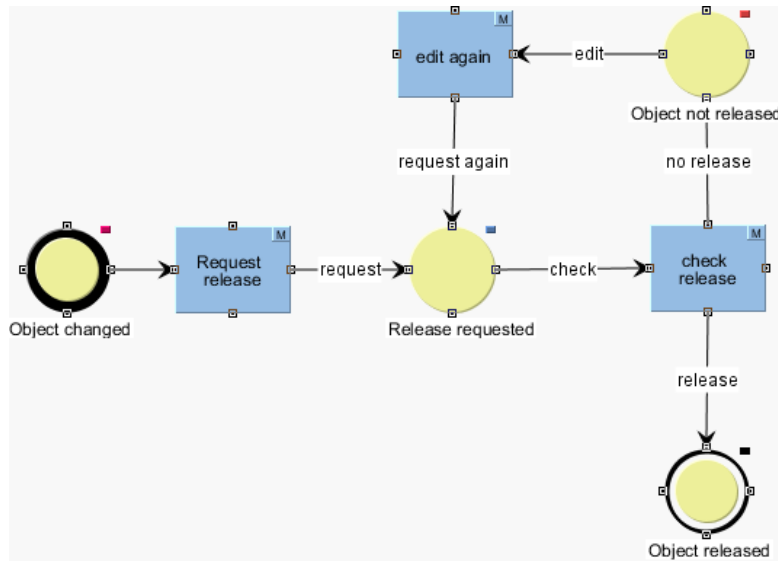 M
edit again
edit
Object not released
request again
no release
M
M
Request
release
request
check
check
release
Object changed
Release requested
release
Object released